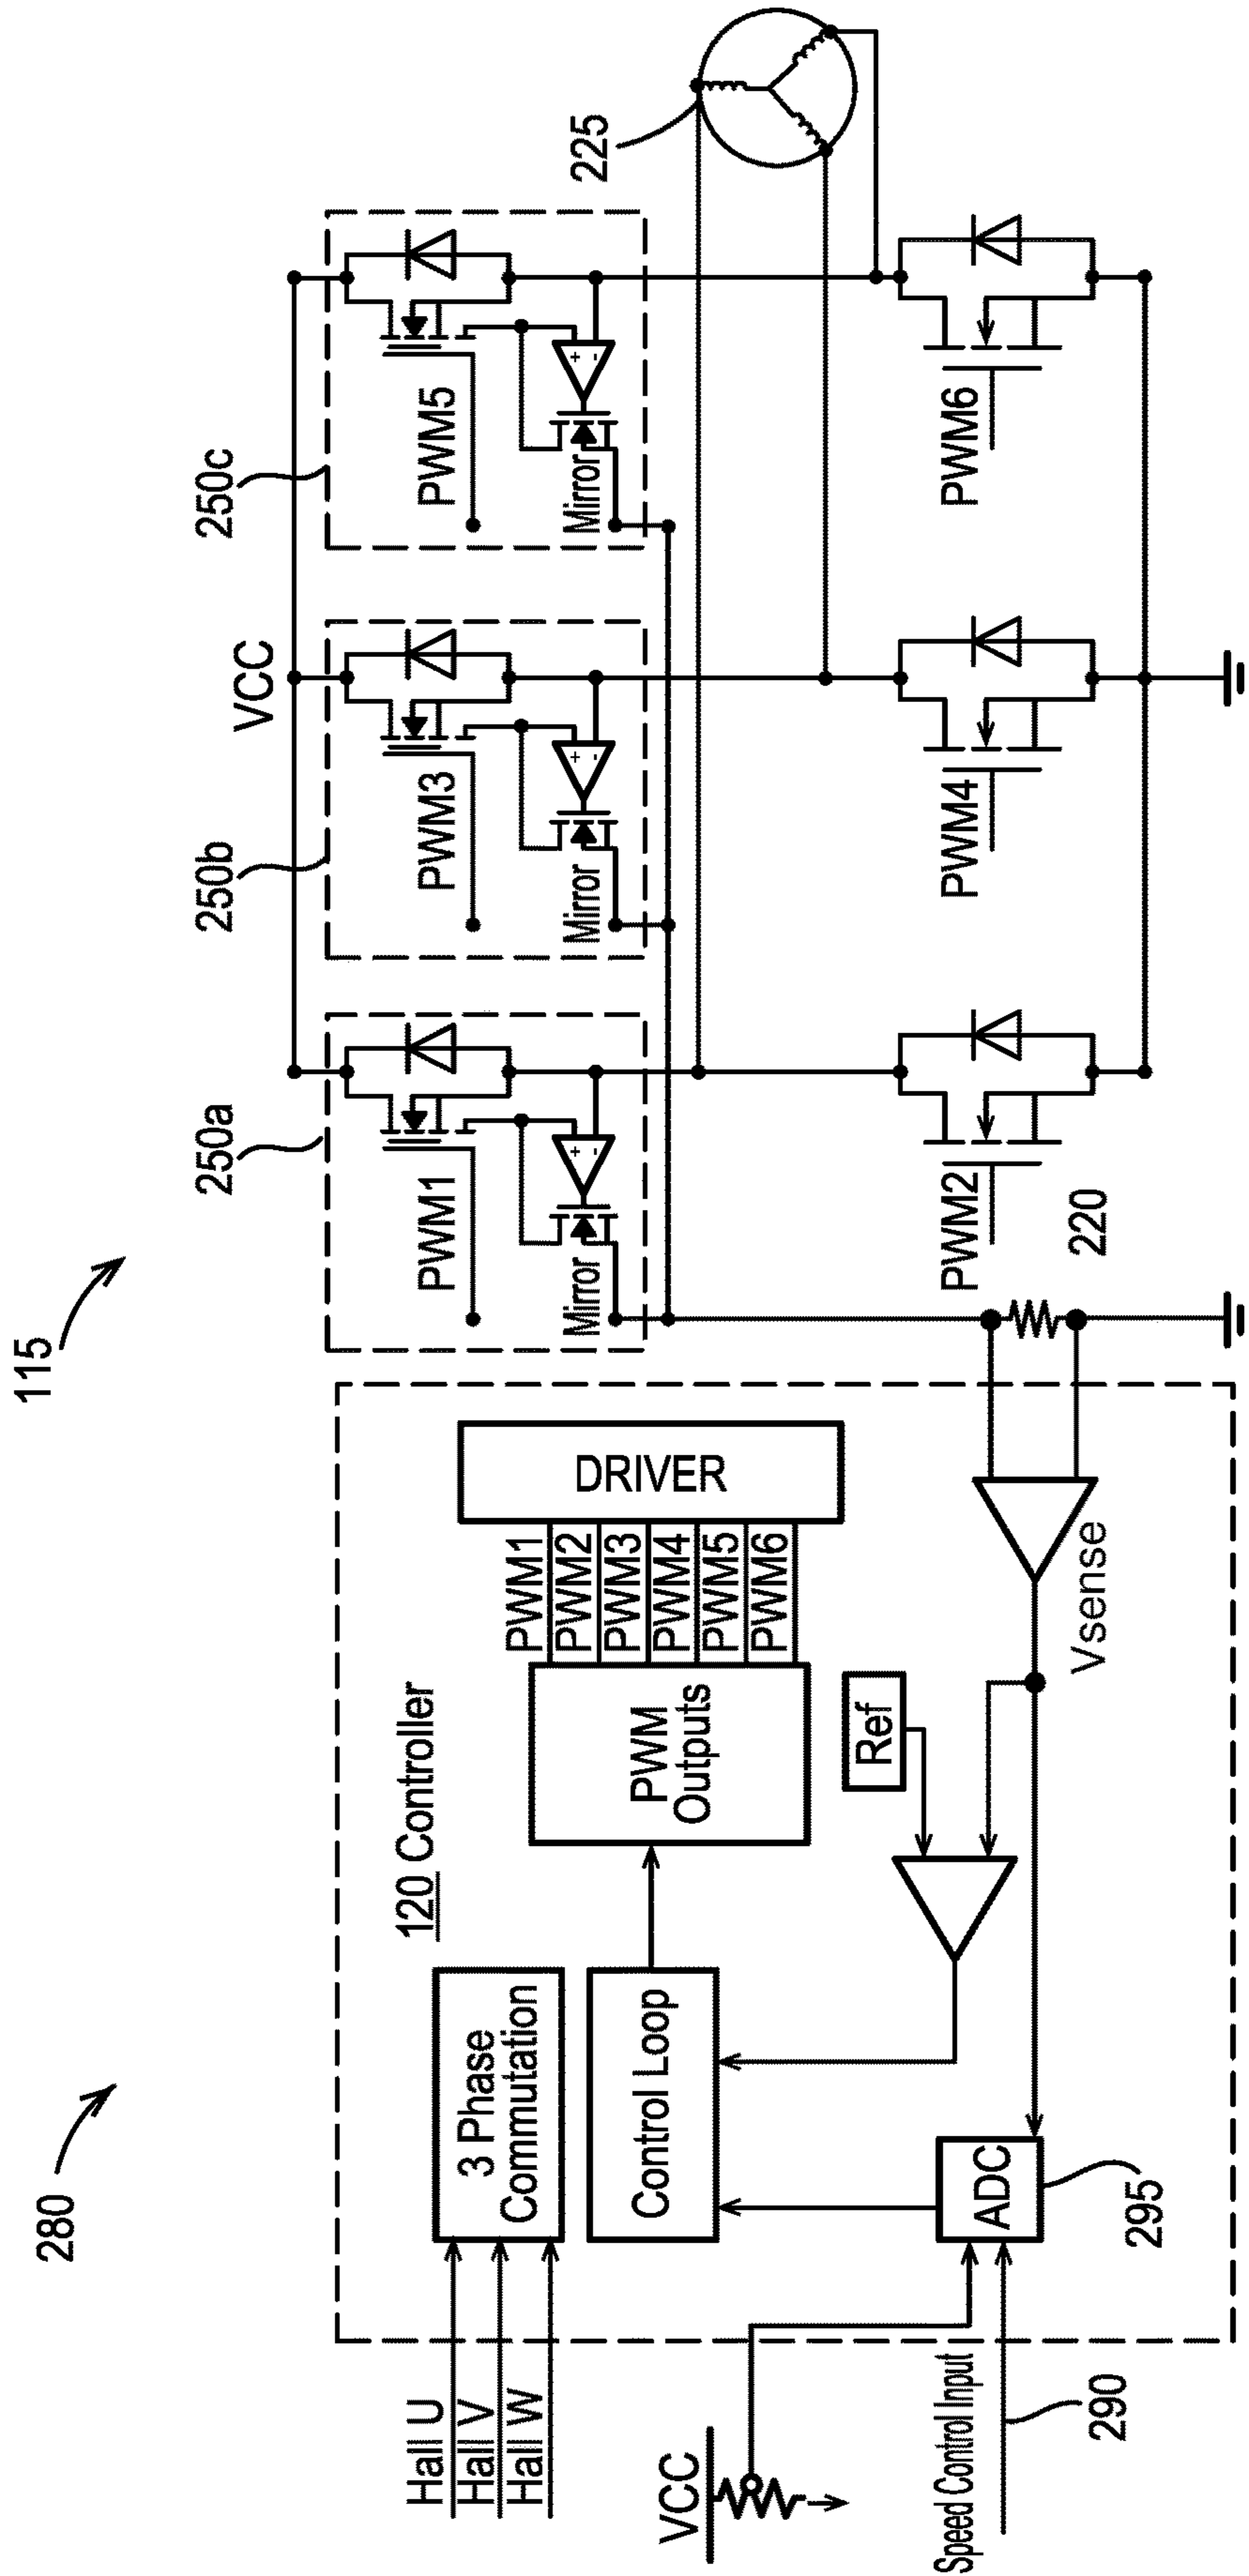 280
115
Hall U
Hall V
Hall W
VCC
Speed Control Input
290
120 Controller
3 Phase
Commutation
Control Loop
ADC
295
PWM
Outputs
Ref
PWM1
PWM2
PWM3
PWM4
PWM5
PWM6
DRIVER
Vsense
250a
250b
250c
VCC
PWM1
+
-
Mirror
PWM3
+
-
Mirror
PWM5
+
-
Mirror
225
220
PWM2
PWM4
PWM6